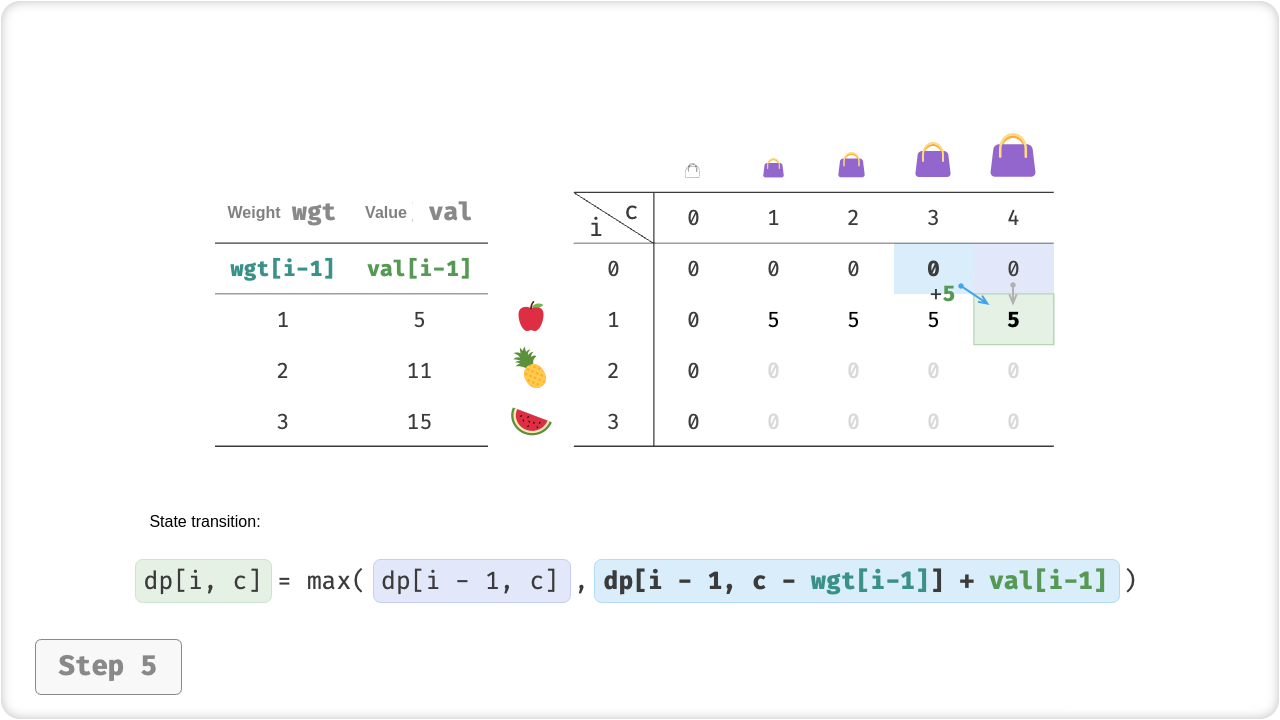 Weight wgt Value val c i 0 1 2 3 4
wgt[i-1] val[i-1] 0 0 0 0 0 0
+5
1 5 1 0 5 5 5 5
2 11 2 0 0 0 0 0
3 15 3 0 0 0 0 0
State transition:
dp[i, c] = max( dp[i - 1, c] , dp[i - 1, c - wgt[i-1]] + val[i-1] )
Step 5